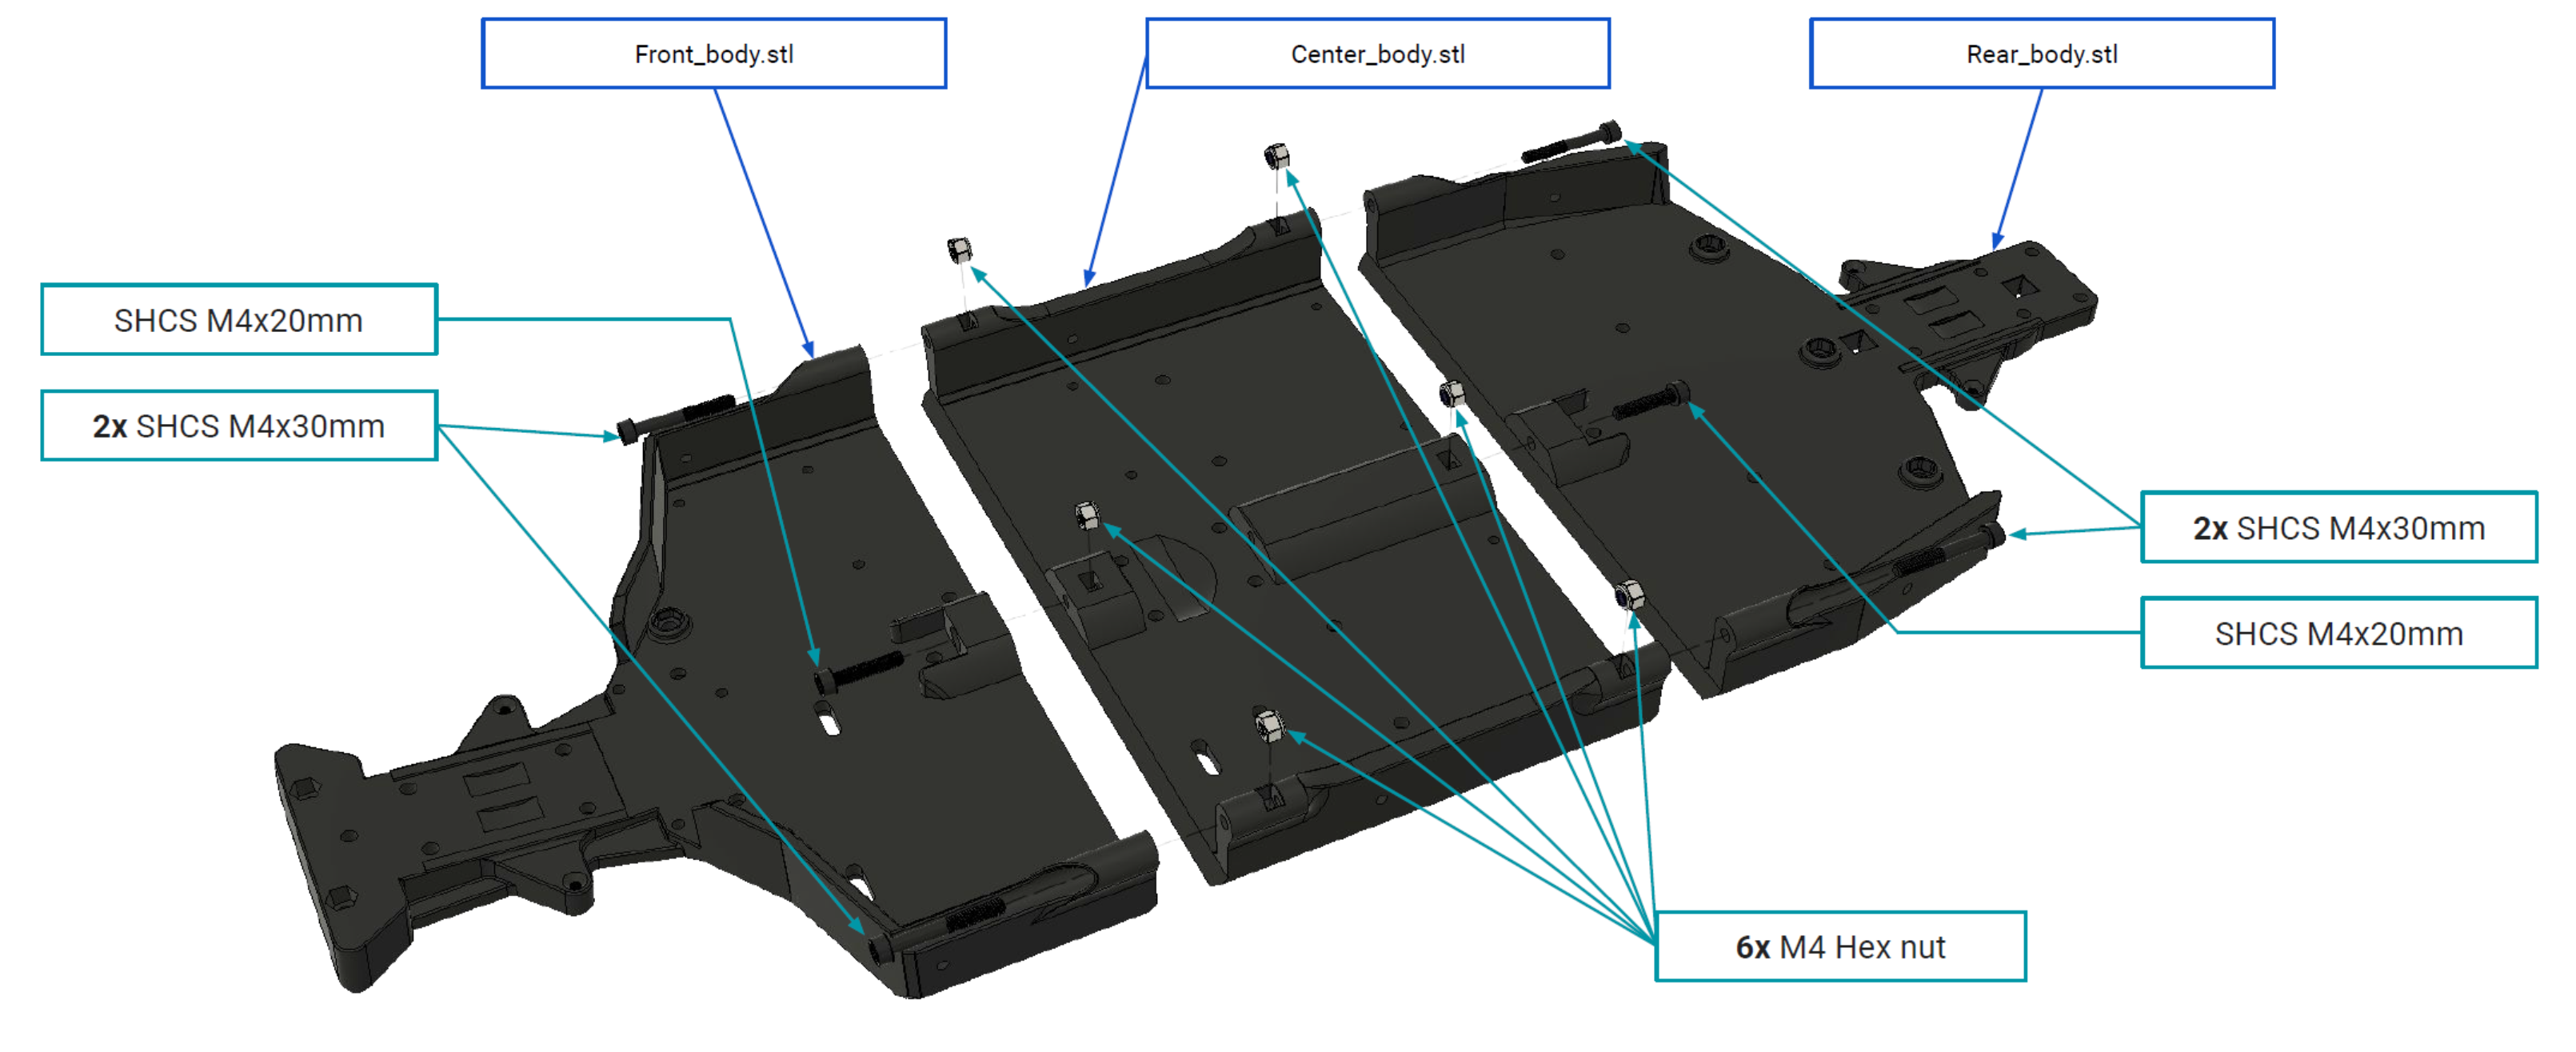 Front_body.stl
Center_body.stl
Rear_body.stl
SHCS M4x20mm
2x SHCS M4x30mm
2x SHCS M4x30mm
SHCS M4x20mm
6x M4 Hex nut